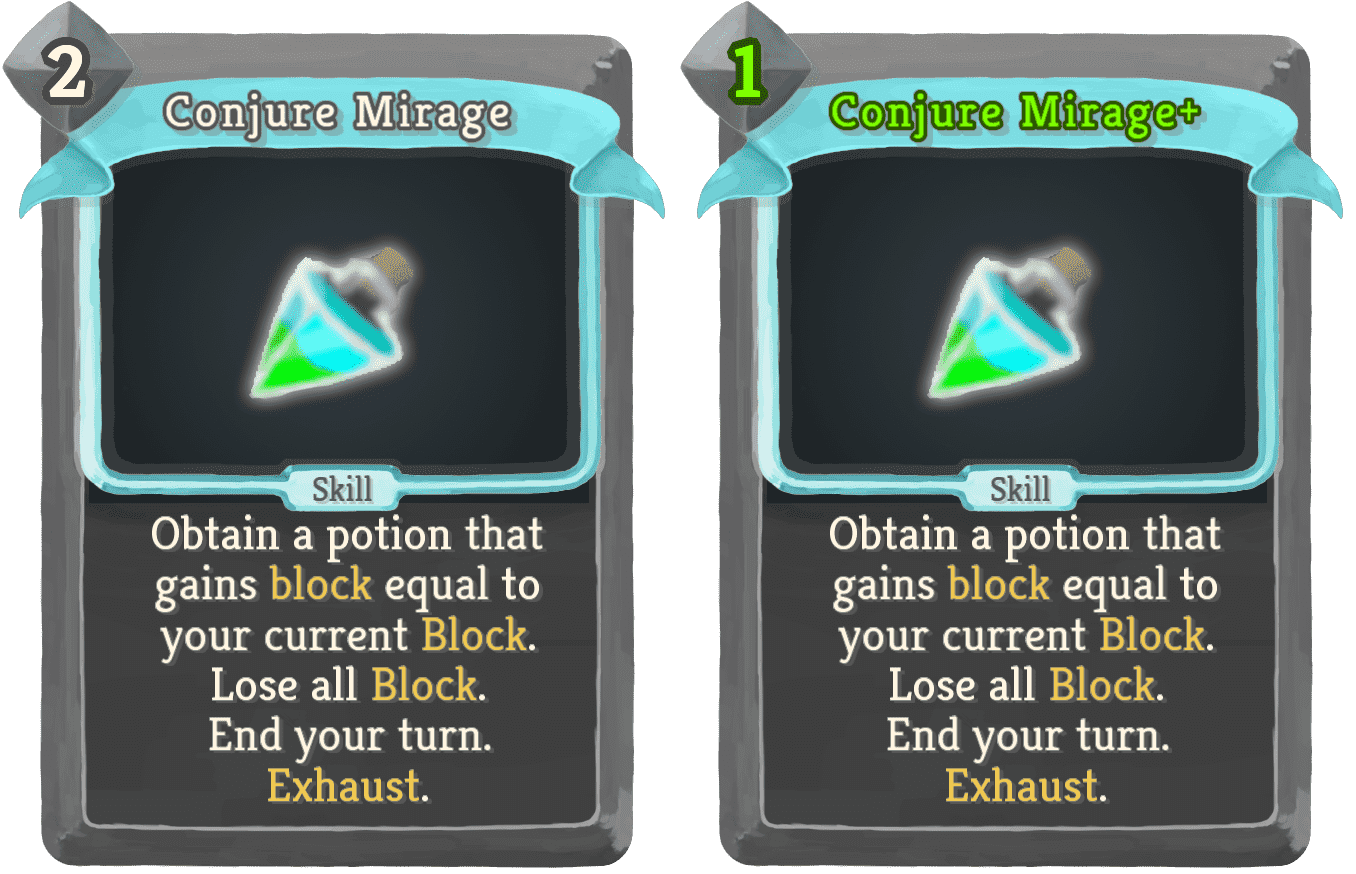 2
Conjure Mirage
Skill
Obtain a potion that
gains block equal to
your current Block.
Lose all Block.
End your turn.
Exhaust.
1
Conjure Mirage+
Skill
Obtain a potion that
gains block equal to
your current Block.
Lose all Block.
End your turn.
Exhaust.